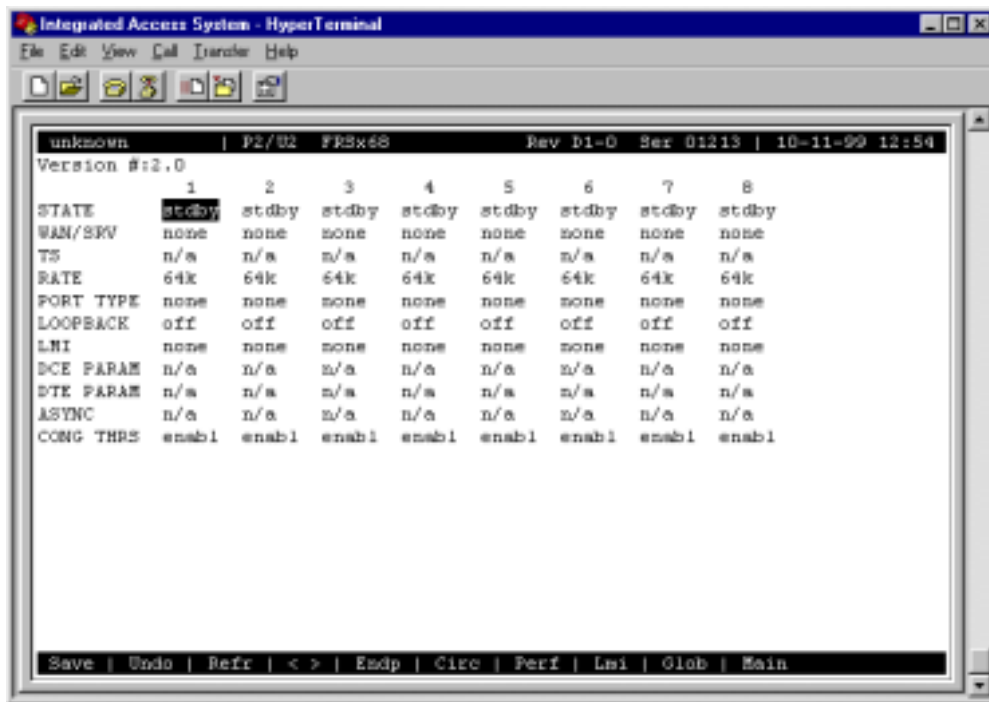 Integrated Access System - HyperTerminal
File Edit View Call Transfer Help
unknown | P2/U2 FRSx68 Rev D1-0 Ser 01213 | 10-11-99 12:54
Version #:2.0
1 2 3 4 5 6 7 8
STATE stdby stdby stdby stdby stdby stdby stdby stdby
WAN/SRV none none none none none none none none
TS n/a n/a n/a n/a n/a n/a n/a n/a
RATE 64k 64k 64k 64k 64k 64k 64k 64k
PORT TYPE none none none none none none none none
LOOPBACK off off off off off off off off
LMI none none none none none none none none
DCE PARAM n/a n/a n/a n/a n/a n/a n/a n/a
DTE PARAM n/a n/a n/a n/a n/a n/a n/a n/a
ASYNC n/a n/a n/a n/a n/a n/a n/a n/a
CONG THRS enabl enabl enabl enabl enabl enabl enabl enabl
Save | Undo | Refr | < > | Endp | Circ | Perf | Lmi | Glob | Main